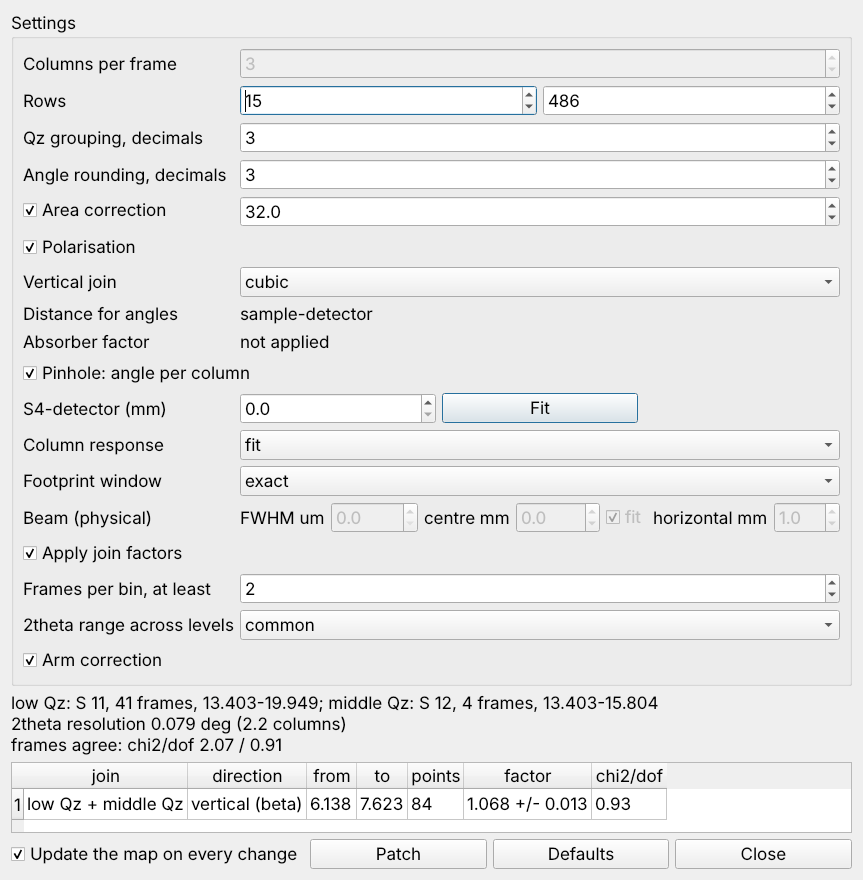 Settings
Columns per frame 3
Rows 15 486
Qz grouping, decimals 3
Angle rounding, decimals 3
Area correction 32.0
Polarisation
Vertical join cubic
Distance for angles sample-detector
Absorber factor not applied
Pinhole: angle per column
S4-detector (mm) 0.0 Fit
Column response fit
Footprint window exact
Beam (physical) FWHM um 0.0 centre mm 0.0 fit horizontal mm 1.0
Apply join factors
Frames per bin, at least 2
2theta range across levels common
Arm correction
low Qz: S 11, 41 frames, 13.403-19.949; middle Qz: S 12, 4 frames, 13.403-15.804
2theta resolution 0.079 deg (2.2 columns)
frames agree: chi2/dof 2.07 / 0.91
join direction from to points factor chi2/dof
1 low Qz + middle Qz vertical (beta) 6.138 7.623 84 1.068 +/- 0.013 0.93
Update the map on every change Patch Defaults Close